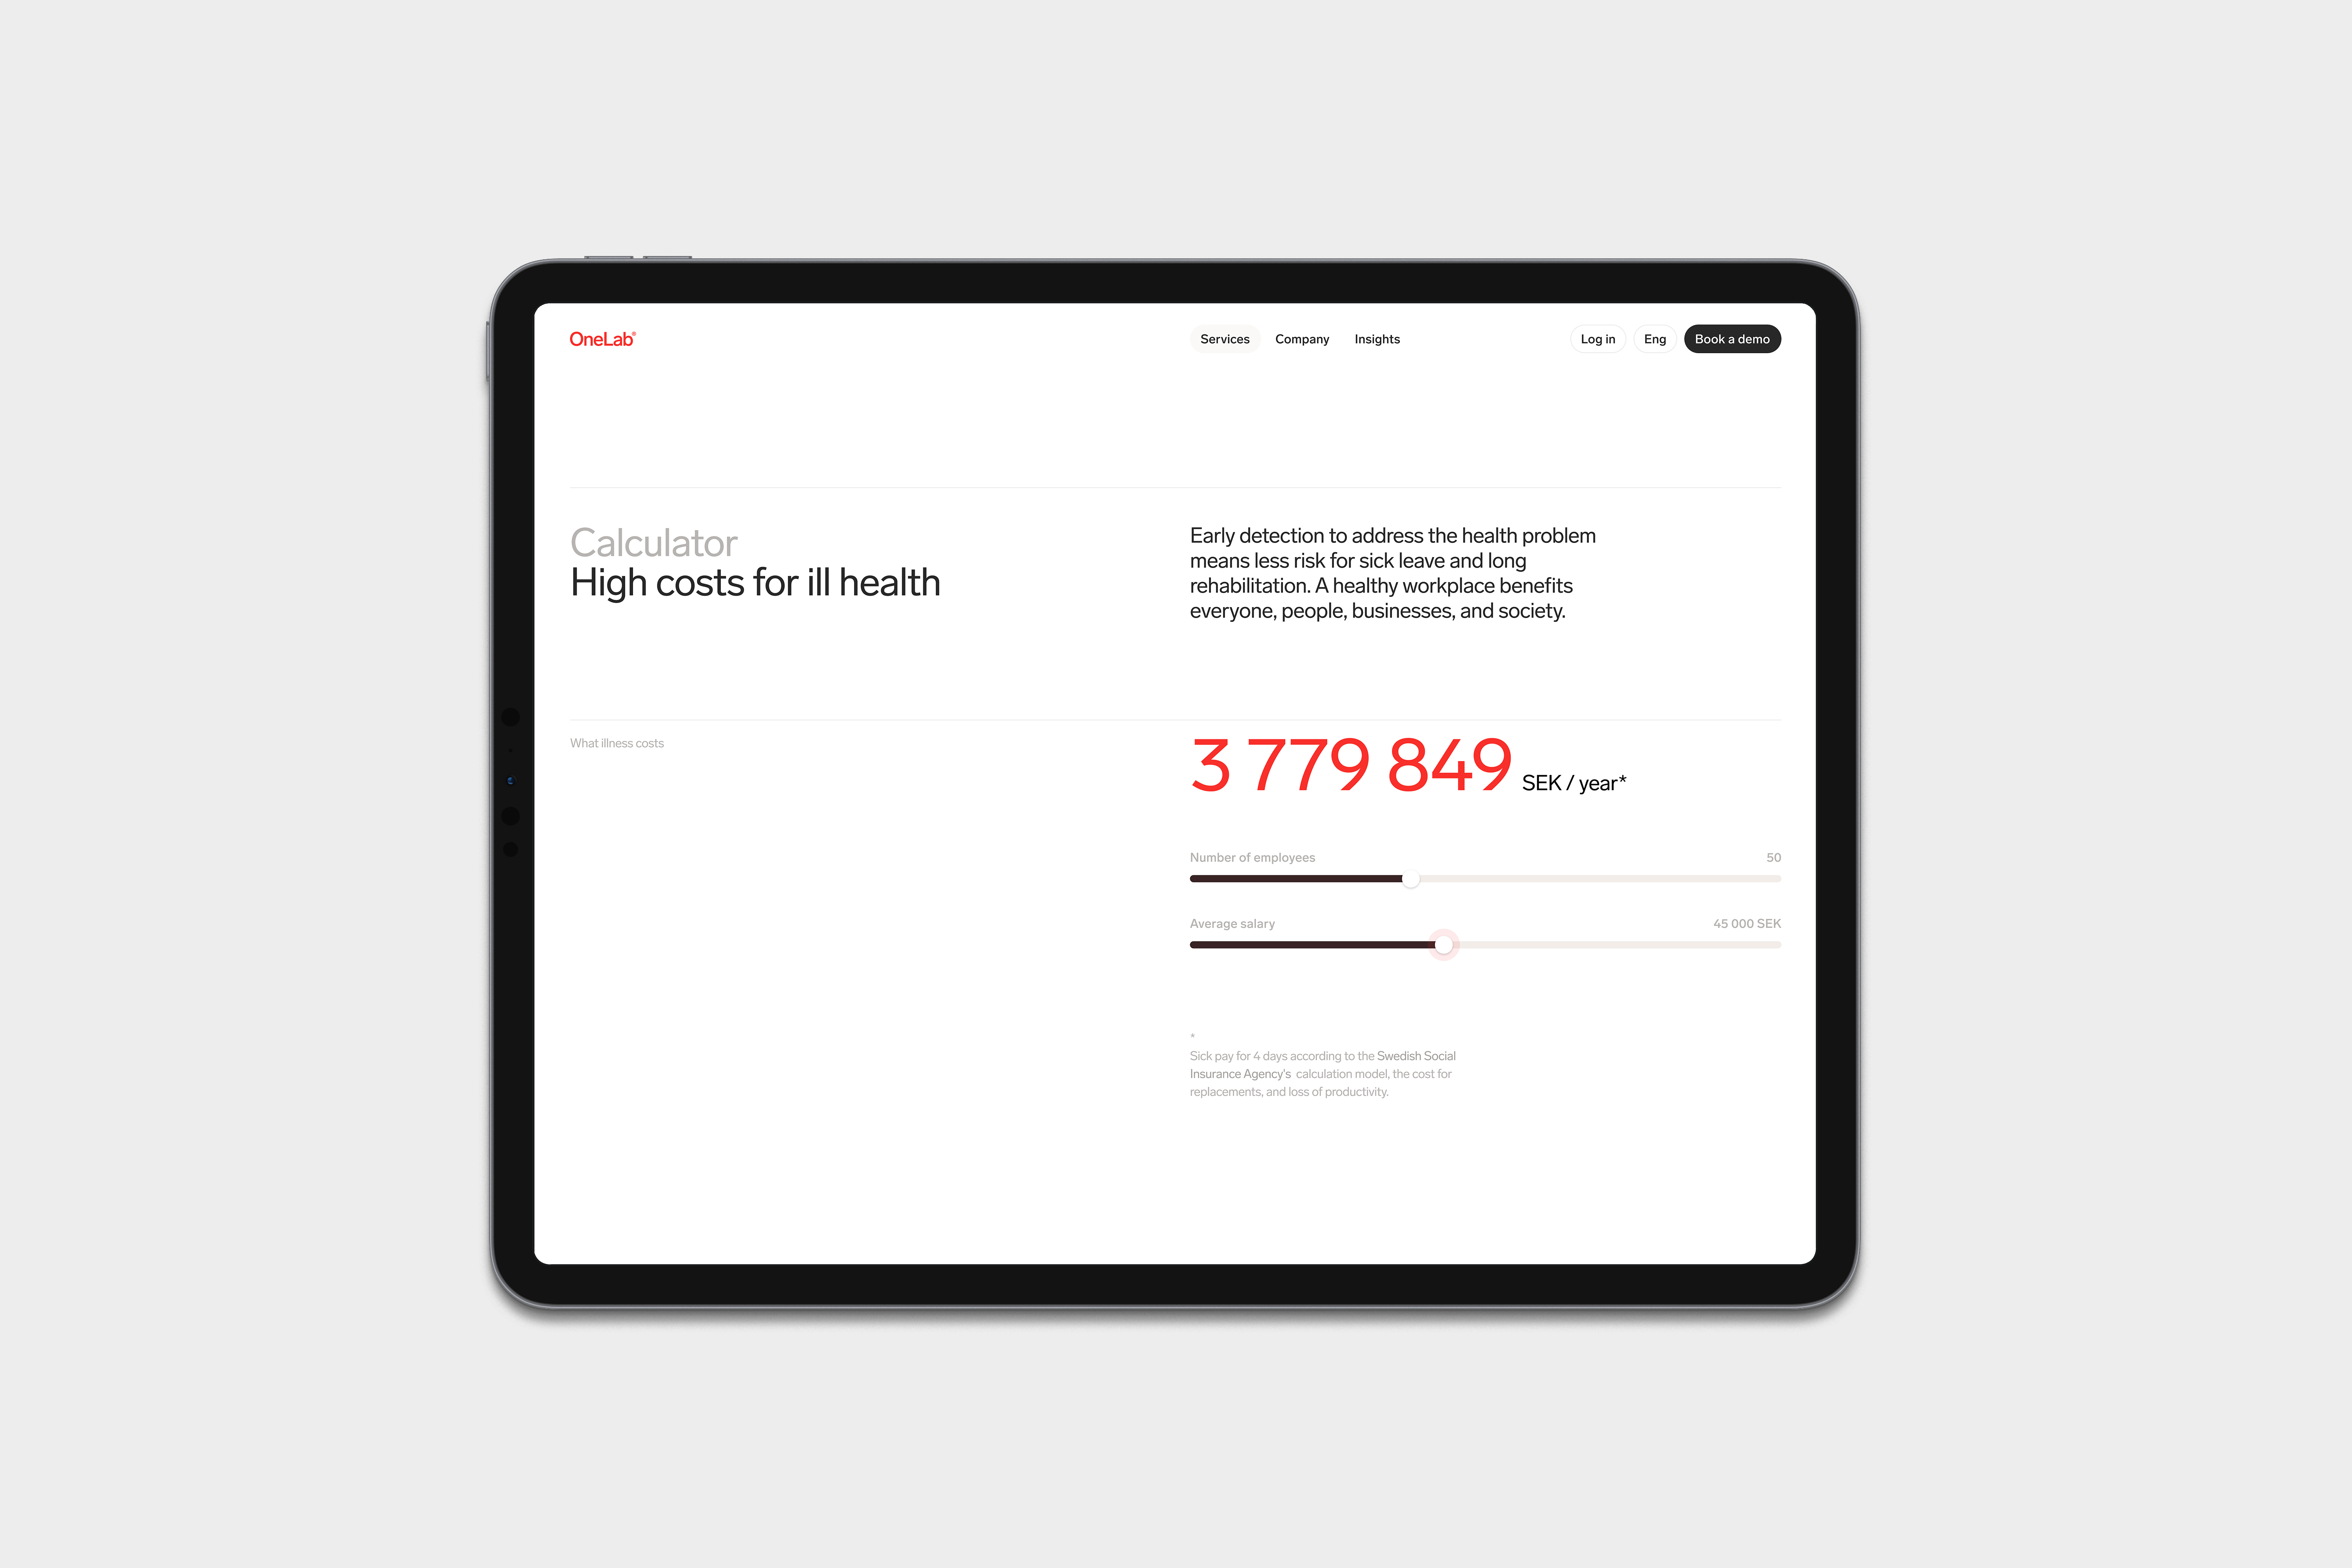 OneLab®
Services
Company
Insights
Log in
Eng
Book a demo
Calculator
High costs for ill health
Early detection to address the health problem
means less risk for sick leave and long
rehabilitation. A healthy workplace benefits
everyone, people, businesses, and society.
What illness costs
3 779 849 SEK / year*
Number of employees
50
Average salary
45 000 SEK
*
Sick pay for 4 days according to the Swedish Social
Insurance Agency's calculation model, the cost for
replacements, and loss of productivity.